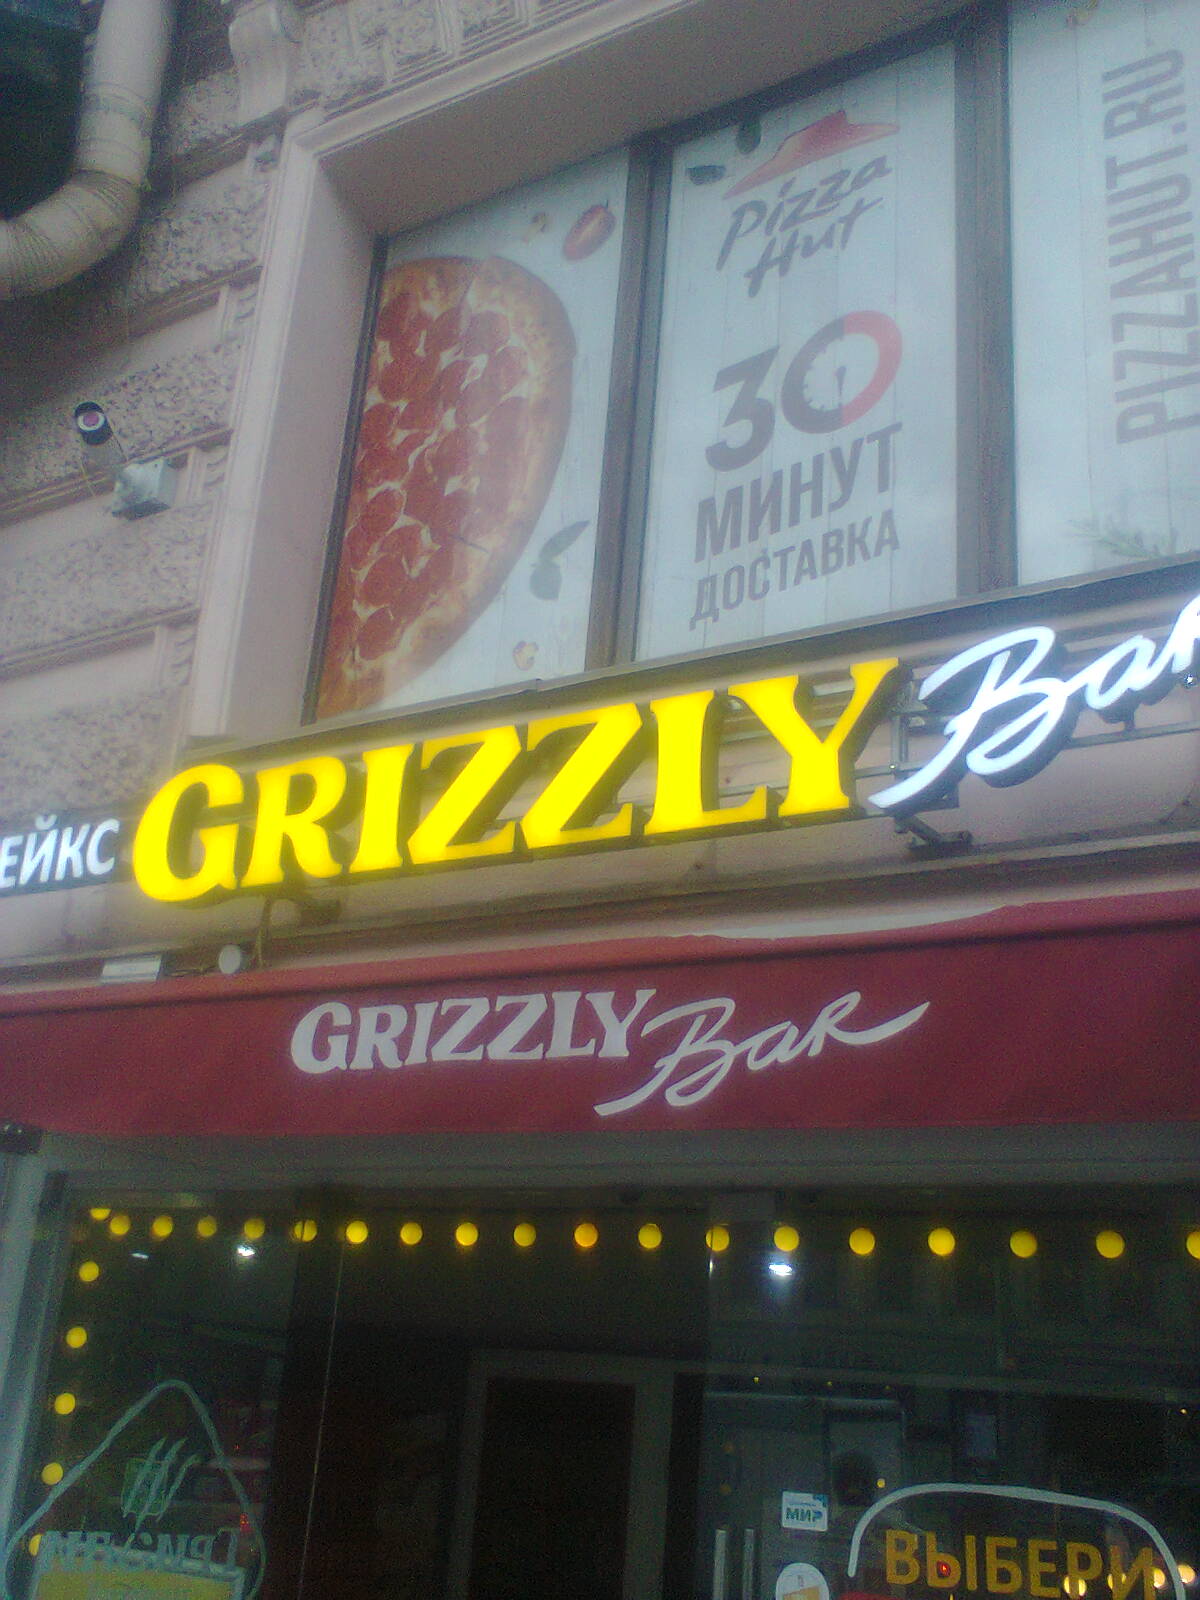 Pizza
Hut
30
МИНУТ
ДОСТАВКА
PIZZAHUT.RU
ЕЙКС GRIZZLY Bar
GRIZZLY BaR
МИР
ВЫБЕРИ